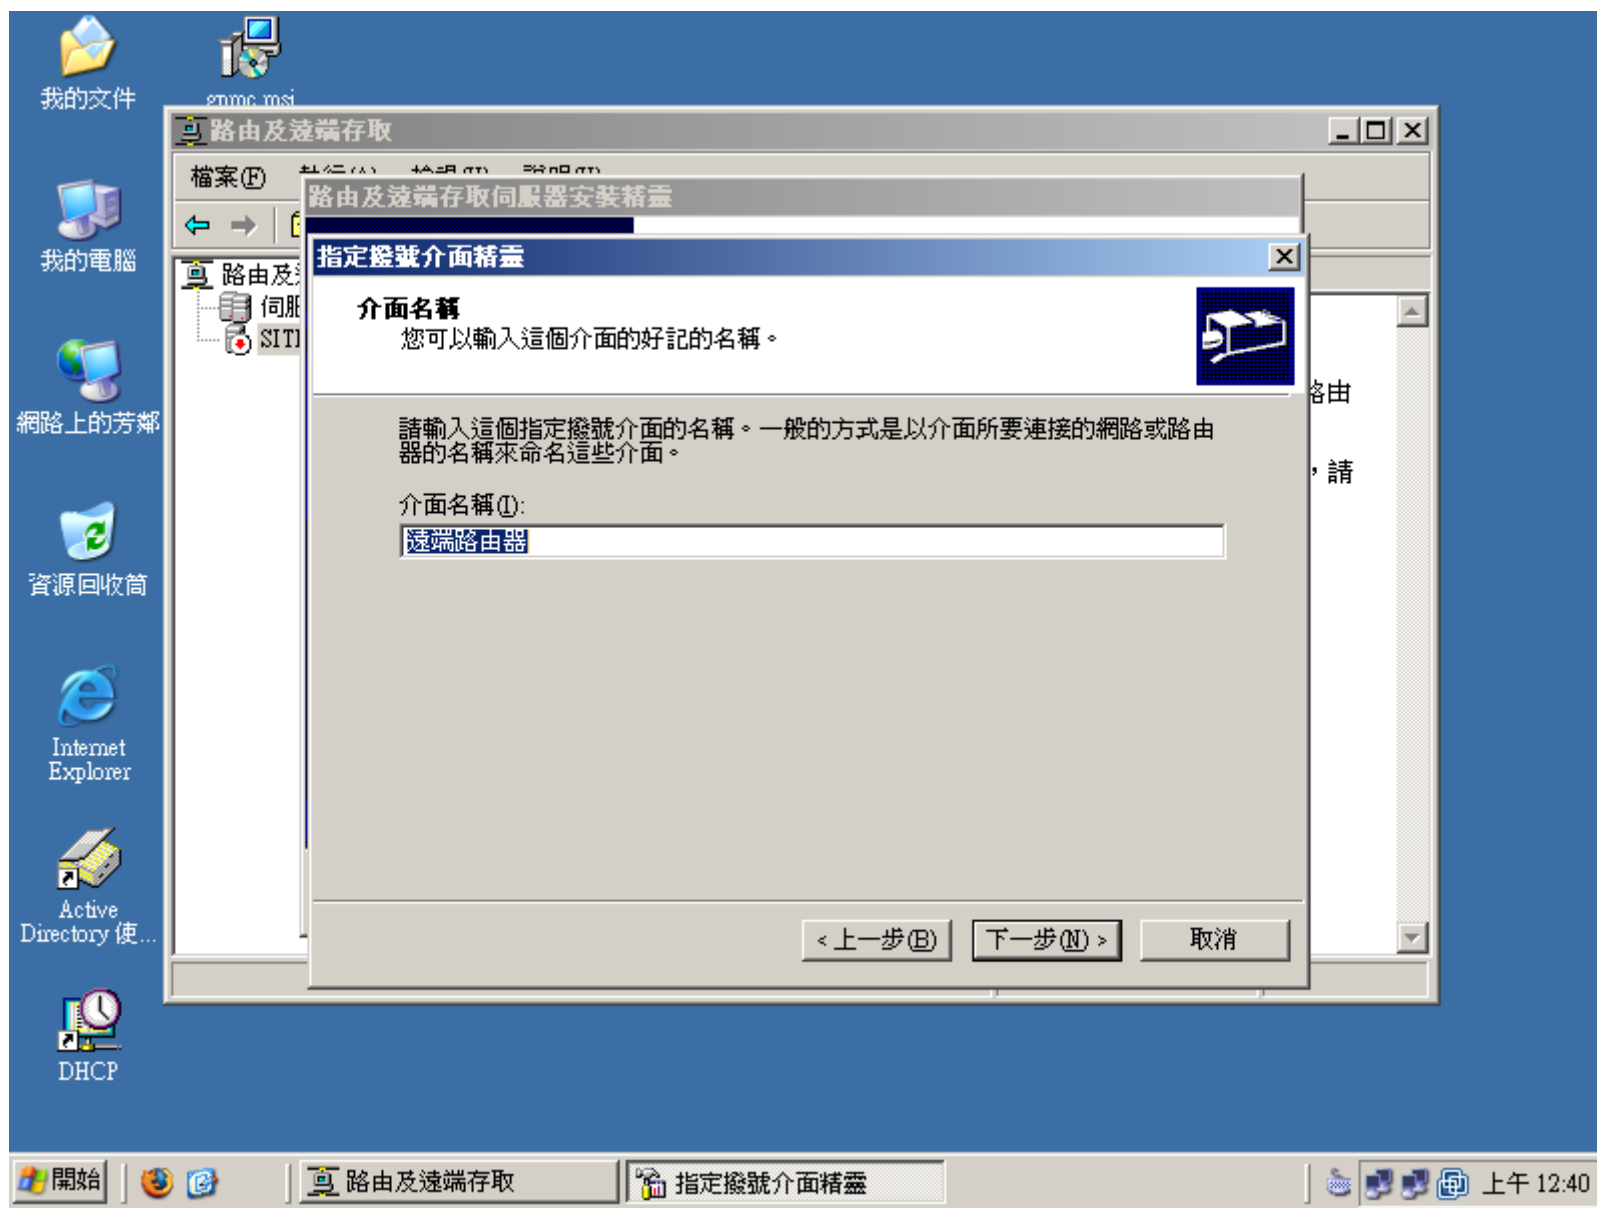 我的文件
gpmc.msi
我的電腦
網路上的芳鄰
資源回收筒
Internet
Explorer
Active
Directory 使...
DHCP
路由及遠端存取
檔案(F)
路由及遠端存取伺服器安裝精靈
路由及
伺服
SITE
路由
，請
指定撥號介面精靈
介面名稱
您可以輸入這個介面的好記的名稱。
請輸入這個指定撥號介面的名稱。一般的方式是以介面所要連接的網路或路由
器的名稱來命名這些介面。
介面名稱(I):
遠端路由器
<上一步(B)
下一步(N) >
取消
開始
路由及遠端存取
指定撥號介面精靈
上午 12:40